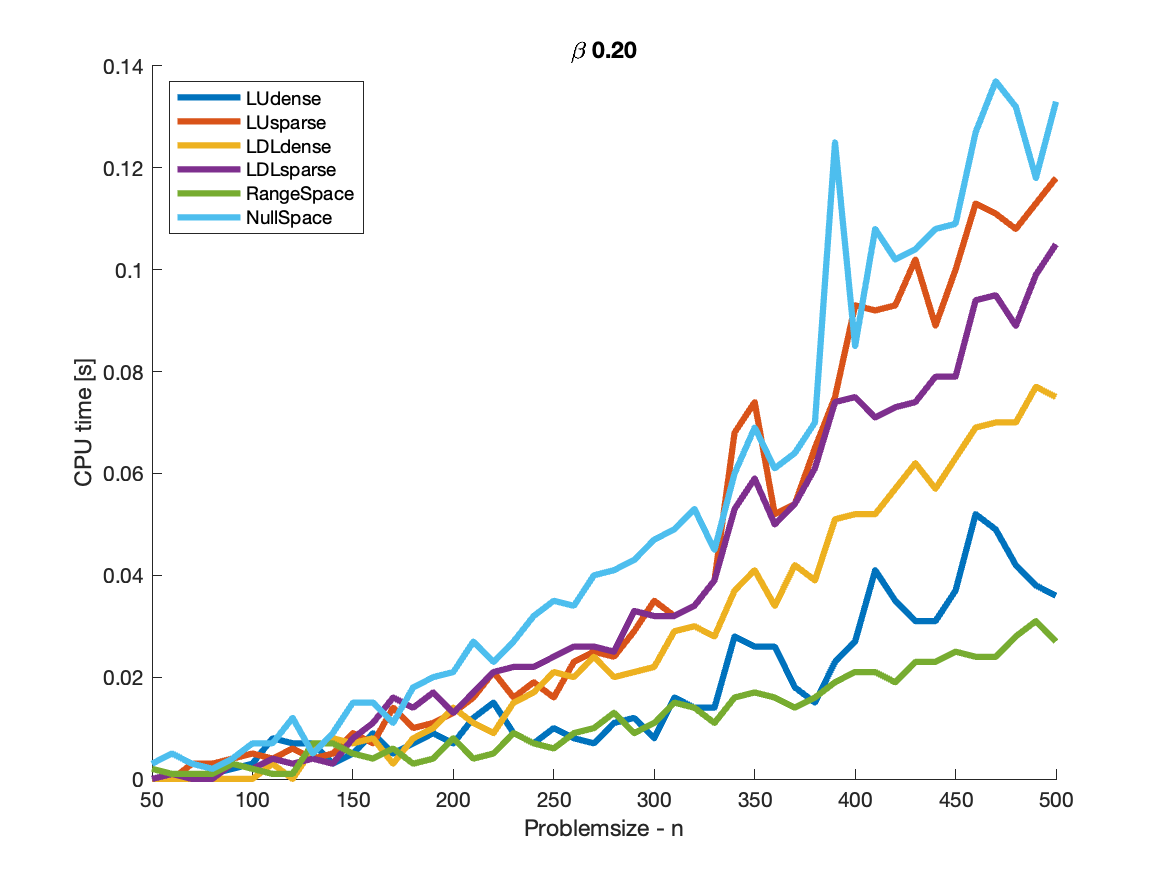 β 0.20
0.14
0.12
0.1
0.08
0.06
0.04
0.02
0
CPU time [s]
LUdense
LUsparse
LDLdense
LDLsparse
RangeSpace
NullSpace
50 100 150 200 250 300 350 400 450 500
Problemsize - n